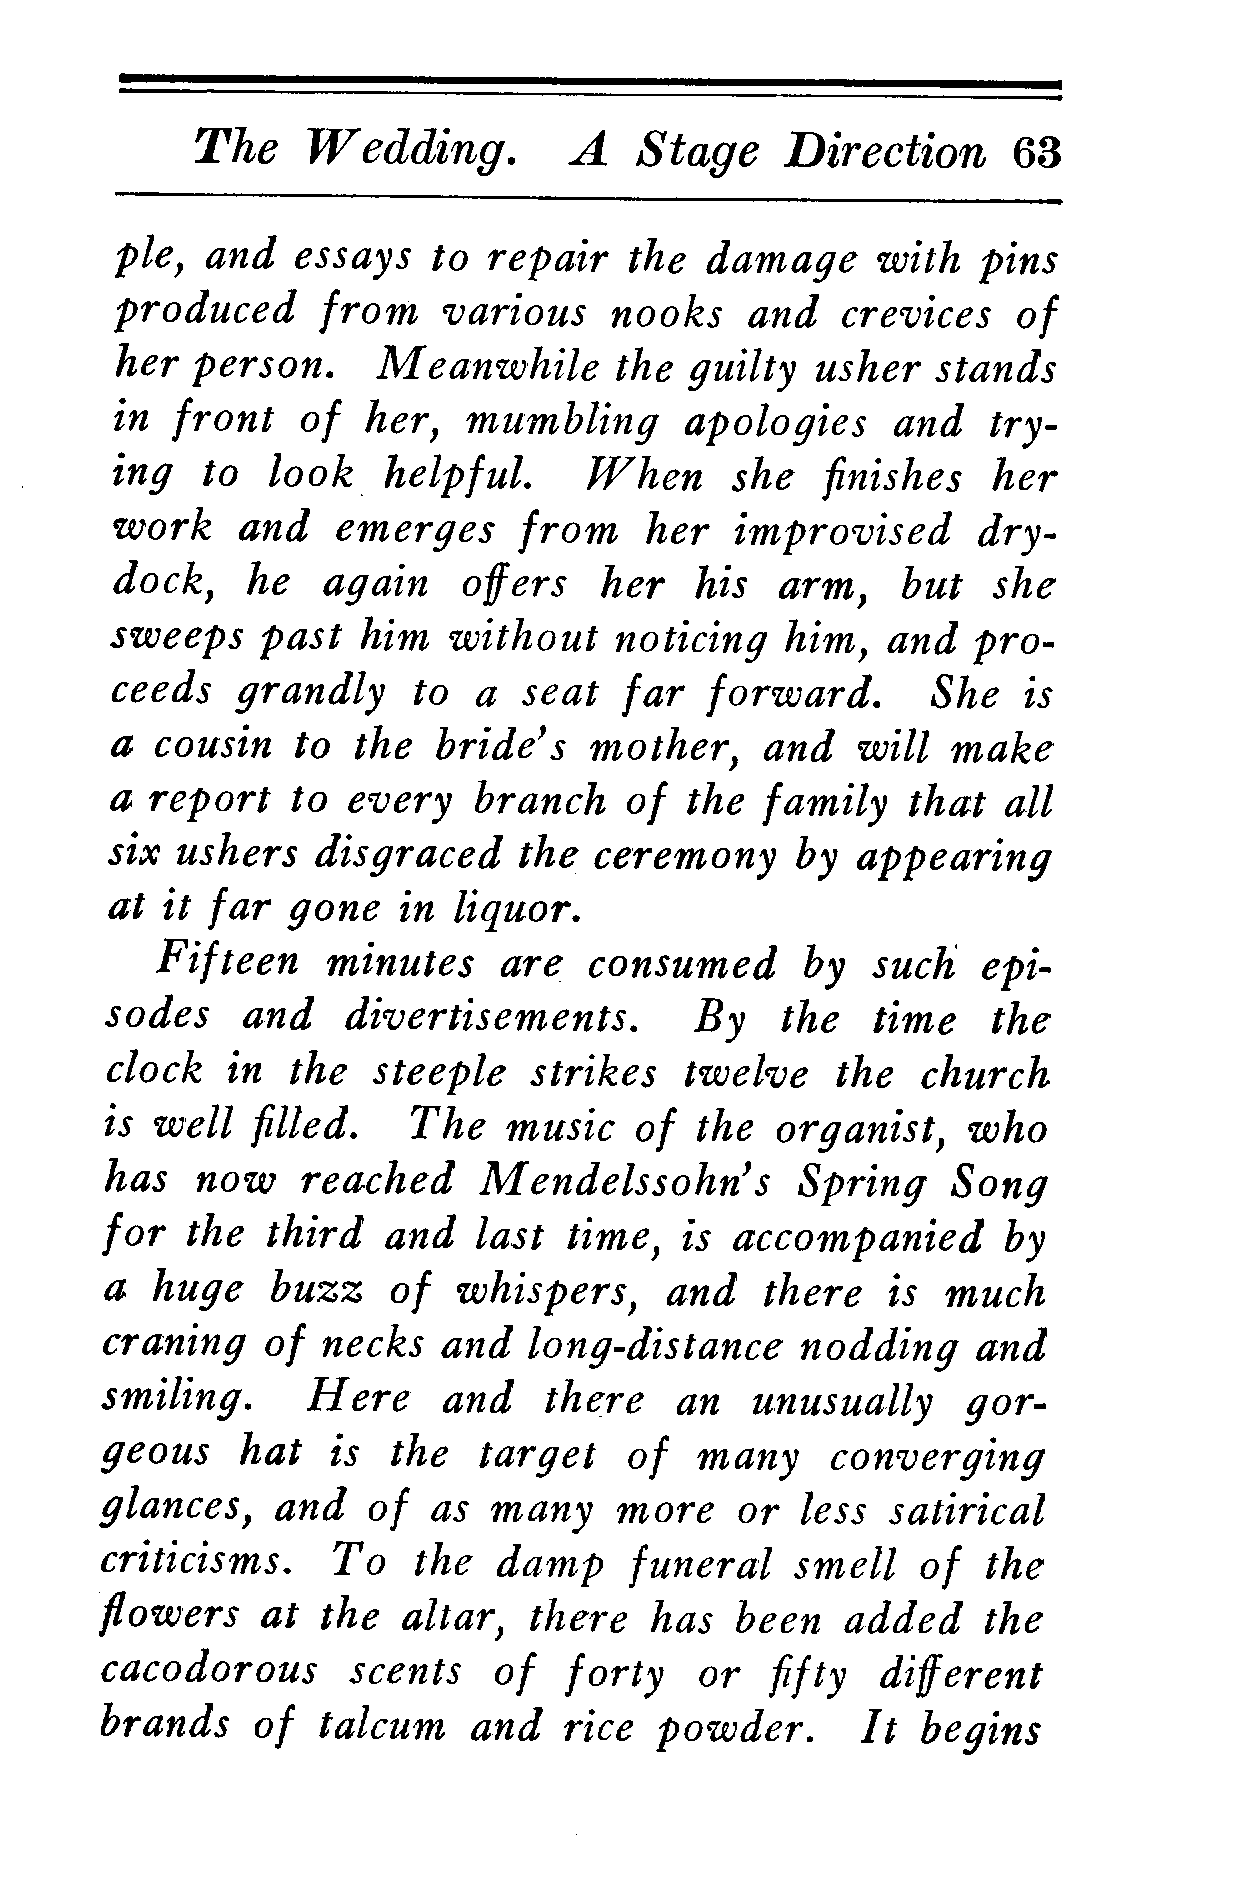 The Wedding. A Stage Direction 63
ple, and essays to repair the damage with pins
produced from various nooks and crevices of
her person. Meanwhile the guilty usher stands
in front of her, mumbling apologies and try-
ing to look helpful. When she finishes her
work and emerges from her improvised dry-
dock, he again offers her his arm, but she
sweeps past him without noticing him, and pro-
ceeds grandly to a seat far forward. She is
a cousin to the bride's mother, and will make
a report to every branch of the family that all
six ushers disgraced the ceremony by appearing
at it far gone in liquor.
Fifteen minutes are consumed by such epi-
sodes and divertisements. By the time the
clock in the steeple strikes twelve the church
is well filled. The music of the organist, who
has now reached Mendelssohn's Spring Song
for the third and last time, is accompanied by
a huge buzz of whispers, and there is much
craning of necks and long-distance nodding and
smiling. Here and there an unusually gor-
geous hat is the target of many converging
glances, and of as many more or less satirical
criticisms. To the damp funeral smell of the
flowers at the altar, there has been added the
cacodorous scents of forty or fifty different
brands of talcum and rice powder. It begins